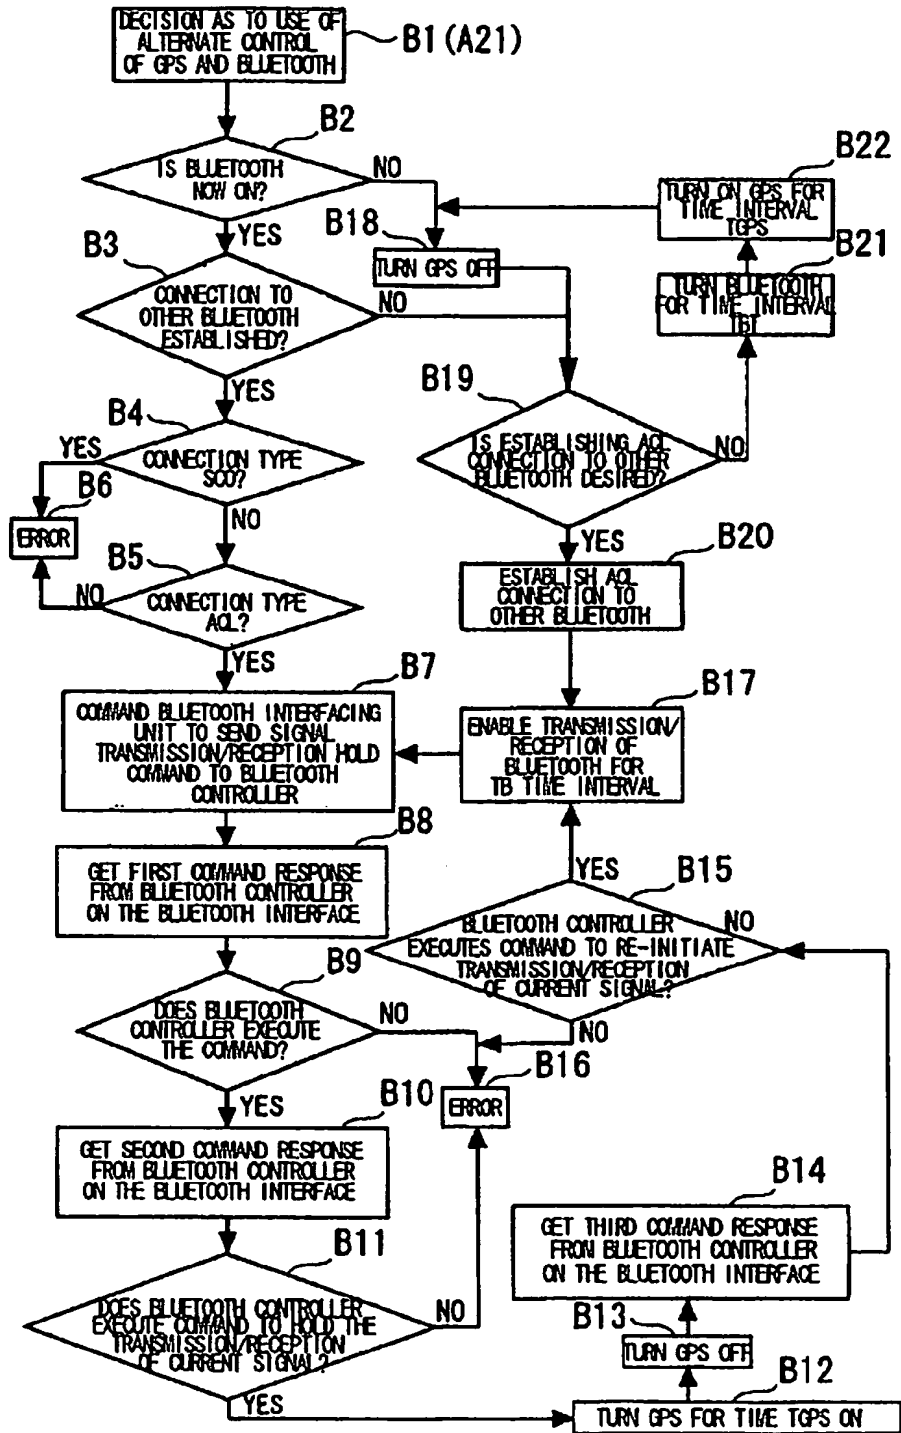 DECISION AS TO USE OF
ALTERNATE CONTROL
OF GPS AND BLUETOOTH
B1(A21)
B2
IS BLUETOOTH
NOW ON?
NO
YES
B22
TURN ON GPS FOR
TIME INTERVAL
TGPS
B18
TURN GPS OFF
B21
TURN BLUETOOTH
FOR TIME INTERVAL
TBT
B3
CONNECTION TO
OTHER BLUETOOTH
ESTABLISHED?
NO
YES
B19
IS ESTABLISHING ACL
CONNECTION TO OTHER
BLUETOOTH DESIRED?
NO
YES
B4
CONNECTION TYPE
SCO?
YES
NO
B6
ERROR
B5
CONNECTION TYPE
ACL?
NO
YES
B20
ESTABLISH ACL
CONNECTION TO
OTHER BLUETOOTH
B7
COMMAND BLUETOOTH INTERFACING
UNIT TO SEND SIGNAL
TRANSMISSION/RECEPTION HOLD
COMMAND TO BLUETOOTH
CONTROLLER
B17
ENABLE TRANSMISSION/
RECEPTION OF
BLUETOOTH FOR
TB TIME INTERVAL
B8
GET FIRST COMMAND RESPONSE
FROM BLUETOOTH CONTROLLER
ON THE BLUETOOTH INTERFACE
YES
B15
BLUETOOTH CONTROLLER
EXECUTES COMMAND TO RE-INITIATE
TRANSMISSION/RECEPTION
OF CURRENT SIGNAL?
NO
NO
B9
DOES BLUETOOTH
CONTROLLER EXECUTE
THE COMMAND?
NO
YES
B16
ERROR
B10
GET SECOND COMMAND RESPONSE
FROM BLUETOOTH CONTROLLER
ON THE BLUETOOTH INTERFACE
B14
GET THIRD COMMAND RESPONSE
FROM BLUETOOTH CONTROLLER
ON THE BLUETOOTH INTERFACE
B11
DOES BLUETOOTH CONTROLLER
EXECUTE COMMAND TO HOLD THE
TRANSMISSION/RECEPTION
OF CURRENT SIGNAL?
NO
YES
B13
TURN GPS OFF
B12
TURN GPS FOR TIME TGPS ON